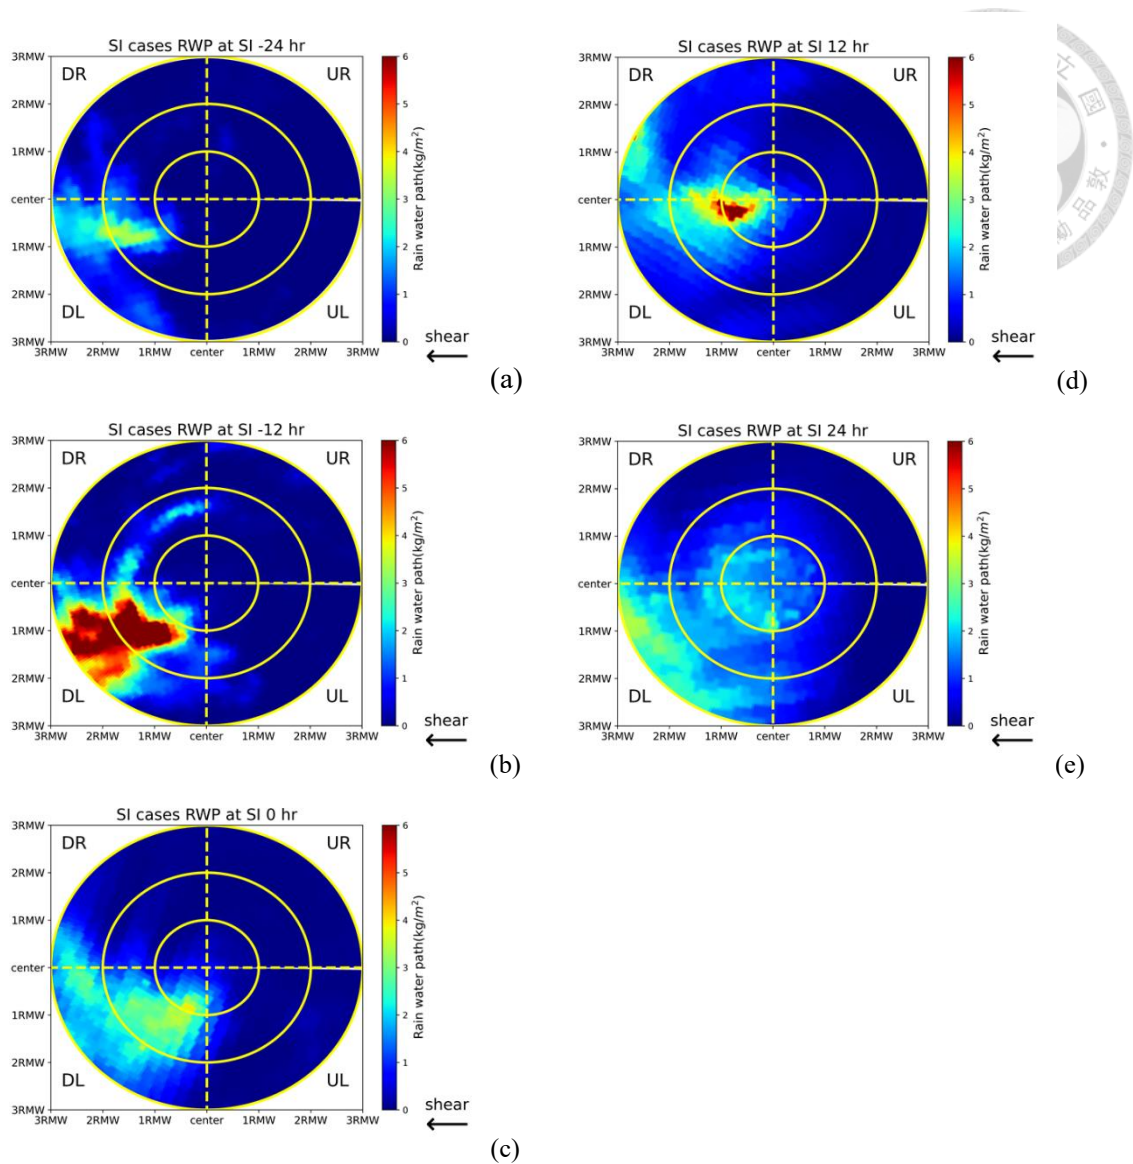 SI cases RWP at SI -24 hr
3RMW
2RMW
1RMW
center
1RMW
2RMW
3RMW
DR
UR
DL
UL
3RMW 2RMW 1RMW center 1RMW 2RMW 3RMW
6
5
4
3
2
1
0
Rain water path(kg/m²)
shear
(a)
SI cases RWP at SI 12 hr
3RMW
2RMW
1RMW
center
1RMW
2RMW
3RMW
DR
UR
DL
UL
3RMW 2RMW 1RMW center 1RMW 2RMW 3RMW
6
5
4
3
2
1
0
Rain water path(kg/m²)
shear
(d)
立
國
教
品
SI cases RWP at SI -12 hr
3RMW
2RMW
1RMW
center
1RMW
2RMW
3RMW
DR
UR
DL
UL
3RMW 2RMW 1RMW center 1RMW 2RMW 3RMW
6
5
4
3
2
1
0
Rain water path(kg/m²)
shear
(b)
SI cases RWP at SI 24 hr
3RMW
2RMW
1RMW
center
1RMW
2RMW
3RMW
DR
UR
DL
UL
3RMW 2RMW 1RMW center 1RMW 2RMW 3RMW
6
5
4
3
2
1
0
Rain water path(kg/m²)
shear
(e)
SI cases RWP at SI 0 hr
3RMW
2RMW
1RMW
center
1RMW
2RMW
3RMW
DR
UR
DL
UL
3RMW 2RMW 1RMW center 1RMW 2RMW 3RMW
6
5
4
3
2
1
0
Rain water path(kg/m²)
shear
(c)